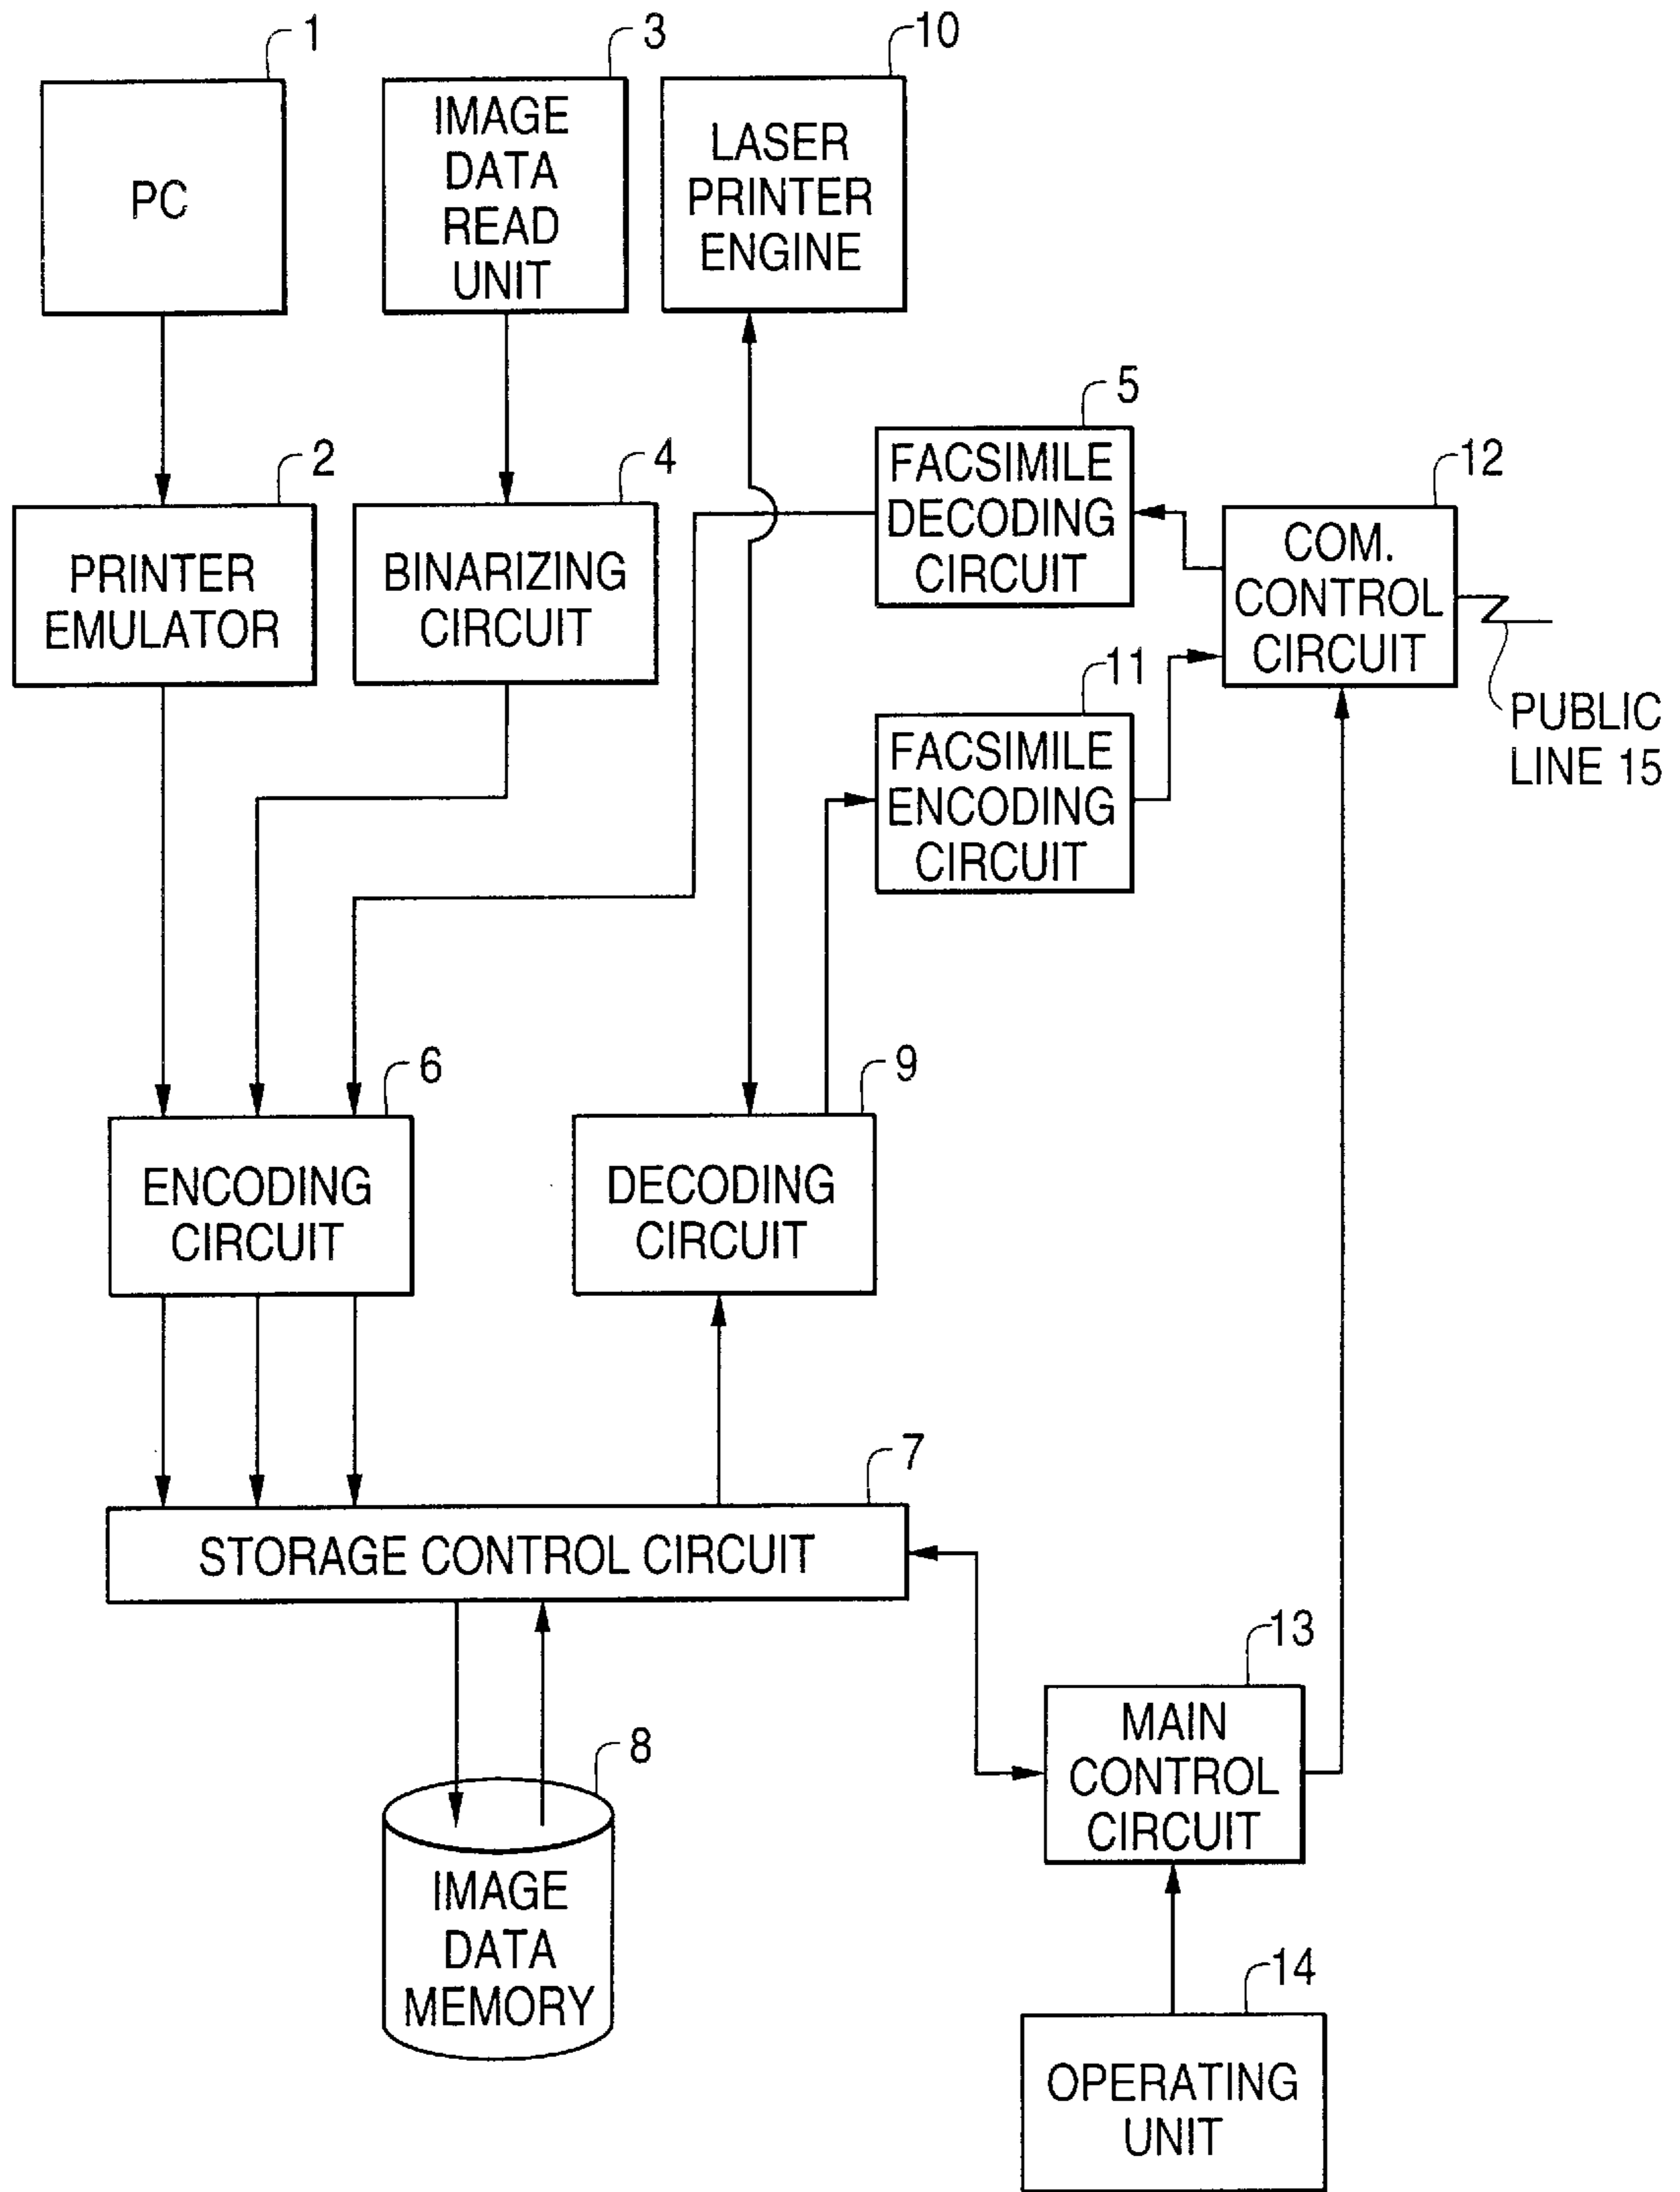 1
3
10
PC
IMAGE
DATA
READ
UNIT
LASER
PRINTER
ENGINE
5
2
4
12
FACSIMILE
DECODING
CIRCUIT
PRINTER
EMULATOR
BINARIZING
CIRCUIT
COM.
CONTROL
CIRCUIT
11
PUBLIC
LINE 15
FACSIMILE
ENCODING
CIRCUIT
6
9
ENCODING
CIRCUIT
DECODING
CIRCUIT
7
STORAGE CONTROL CIRCUIT
13
8
MAIN
CONTROL
CIRCUIT
IMAGE
DATA
MEMORY
14
OPERATING
UNIT